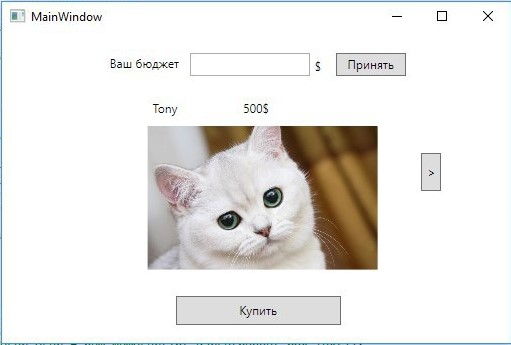 MainWindow
Ваш бюджет $ Принять
Tony 500$
>
Купить